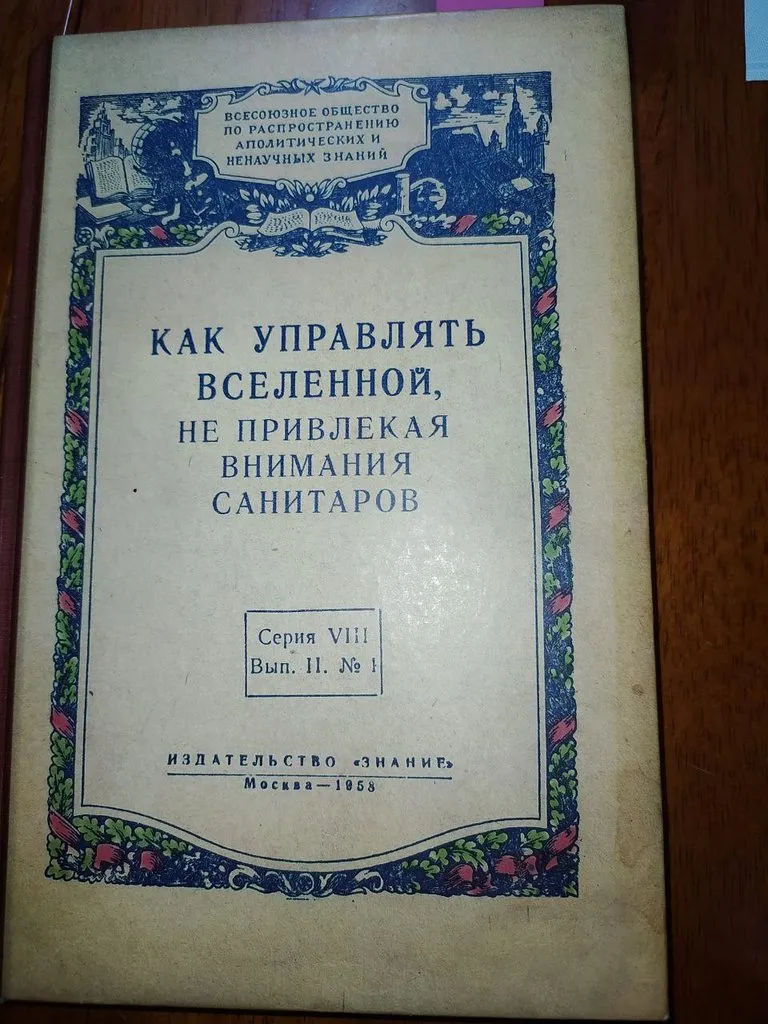 ВСЕСОЮЗНОЕ ОБЩЕСТВО
ПО РАСПРОСТРАНЕНИЮ
АПОЛИТИЧЕСКИХ И
НЕНАУЧНЫХ ЗНАНИЙ
КАК УПРАВЛЯТЬ
ВСЕЛЕННОЙ,
НЕ ПРИВЛЕКАЯ
ВНИМАНИЯ
САНИТАРОВ
Серия VIII
Вып. II. № 1
ИЗДАТЕЛЬСТВО «ЗНАНИЕ»
Москва—1958